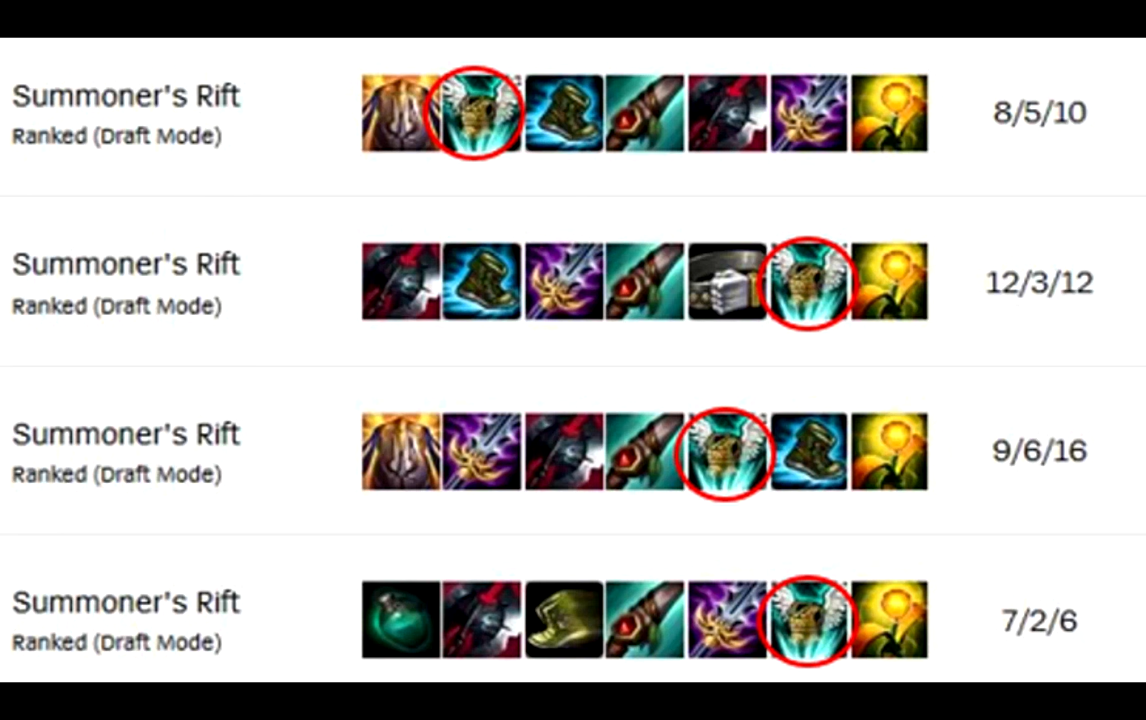 Summoner's Rift
Ranked (Draft Mode)
8/5/10
Summoner's Rift
Ranked (Draft Mode)
12/3/12
Summoner's Rift
Ranked (Draft Mode)
9/6/16
Summoner's Rift
Ranked (Draft Mode)
7/2/6